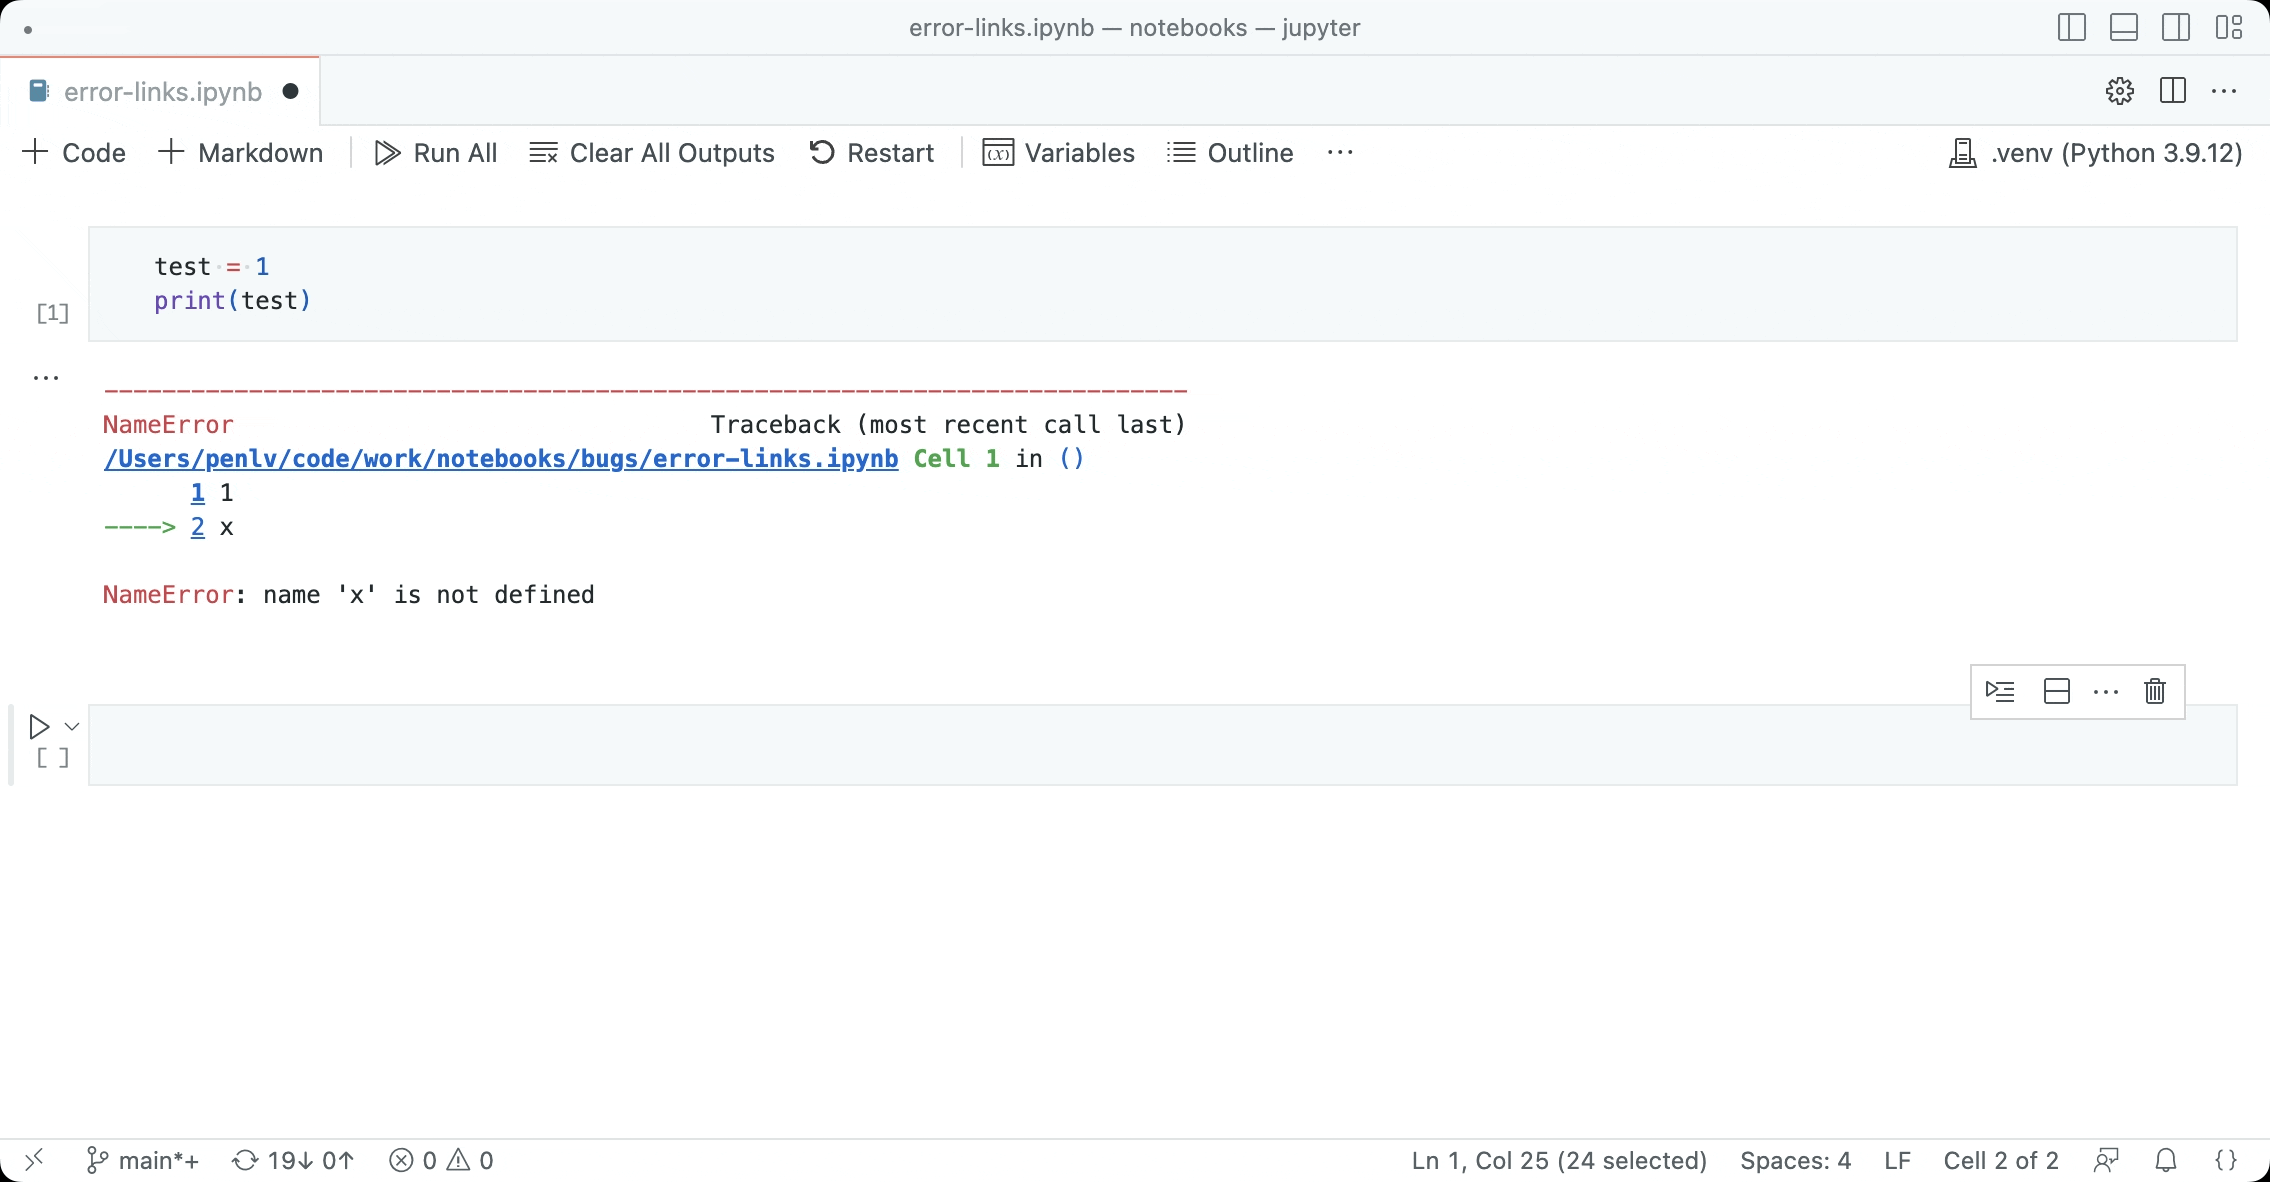 error-links.ipynb — notebooks — jupyter
error-links.ipynb
Code Markdown Run All Clear All Outputs Restart Variables Outline ... .venv (Python 3.9.12)
test = 1
print(test)
[1]
...
---------------------------------------------------------------------------
NameError Traceback (most recent call last)
/Users/penlv/code/work/notebooks/bugs/error-links.ipynb Cell 1 in ()
1 1
----> 2 x
NameError: name 'x' is not defined
[ ]
main*+ 19↓ 0↑ 0 0 Ln 1, Col 25 (24 selected) Spaces: 4 LF Cell 2 of 2 {}